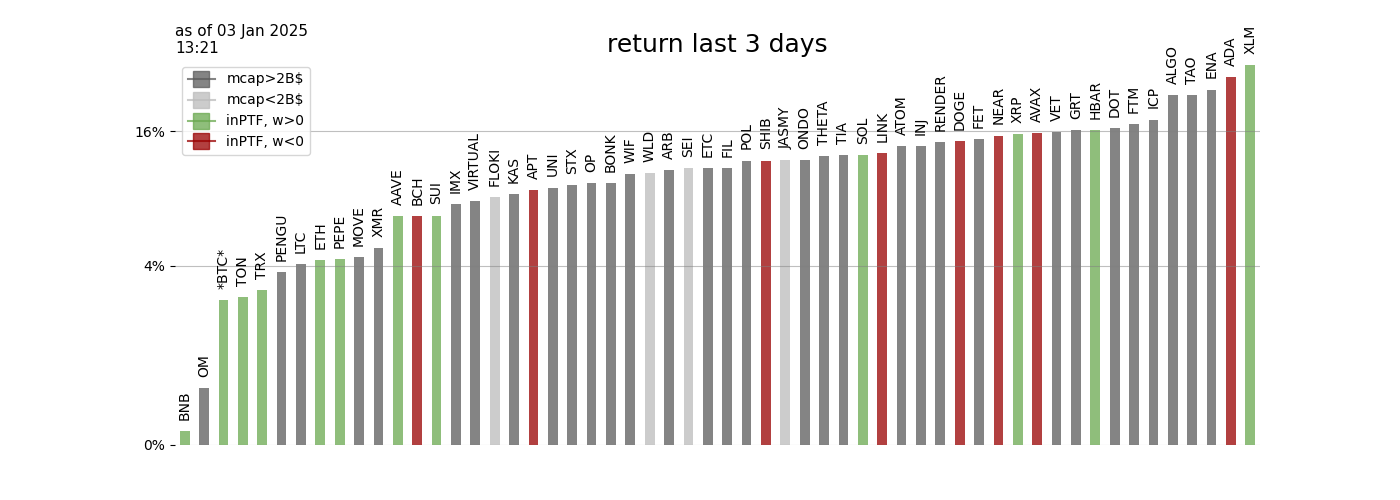 as of 03 Jan 2025
13:21
return last 3 days
mcap>2B$
mcap<2B$
inPTF, w>0
inPTF, w<0
16%
4%
0%
BNB
OM
*BTC*
TON
TRX
PENGU
LTC
ETH
PEPE
MOVE
XMR
AAVE
BCH
SUI
IMX
VIRTUAL
FLOKI
KAS
APT
UNI
STX
OP
BONK
WIF
WLD
ARB
SEI
ETC
FIL
POL
SHIB
JASMY
ONDO
THETA
TIA
SOL
LINK
ATOM
INJ
RENDER
DOGE
FET
NEAR
XRP
AVAX
VET
GRT
HBAR
DOT
FTM
ICP
ALGO
TAO
ENA
ADA
XLM